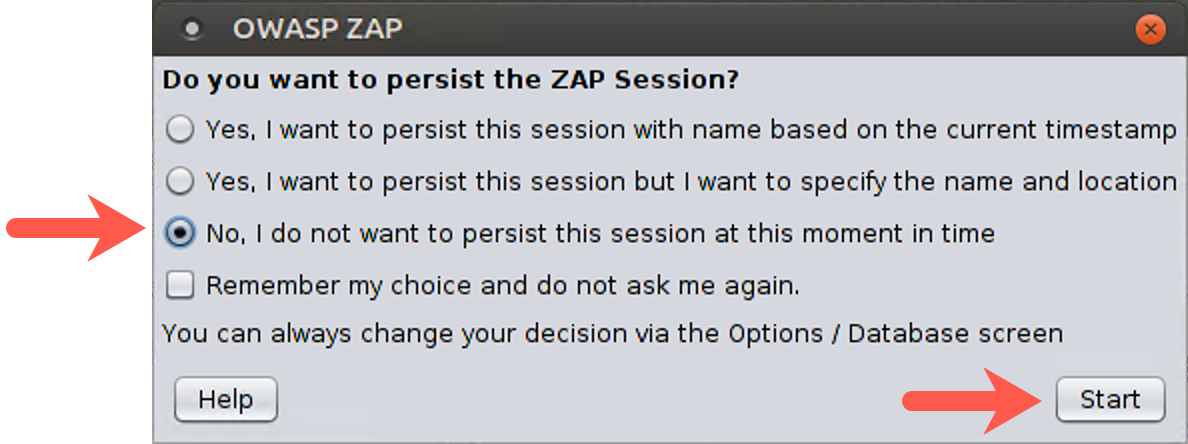 OWASP ZAP
Do you want to persist the ZAP Session?
Yes, I want to persist this session with name based on the current timestamp
Yes, I want to persist this session but I want to specify the name and location
No, I do not want to persist this session at this moment in time
Remember my choice and do not ask me again.
You can always change your decision via the Options / Database screen
Help
Start